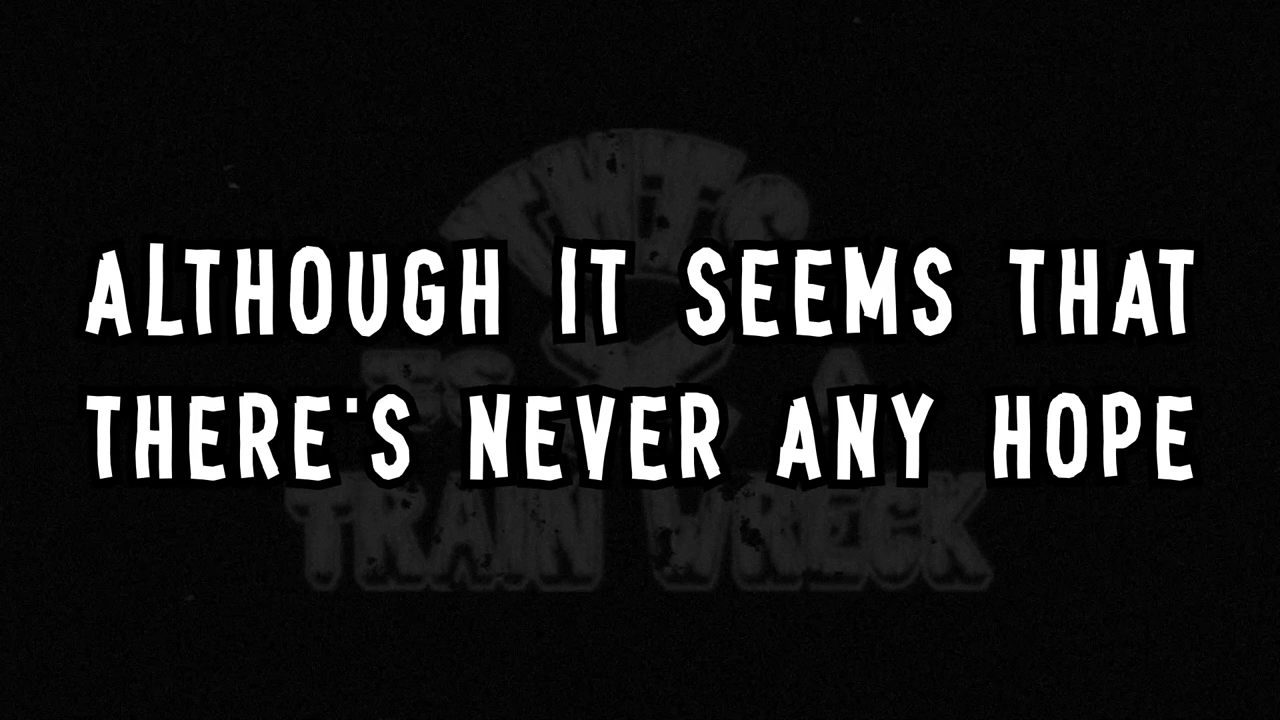 ALTHOUGH IT SEEMS THAT
THERE'S NEVER ANY HOPE
A
TRAIN WRECK